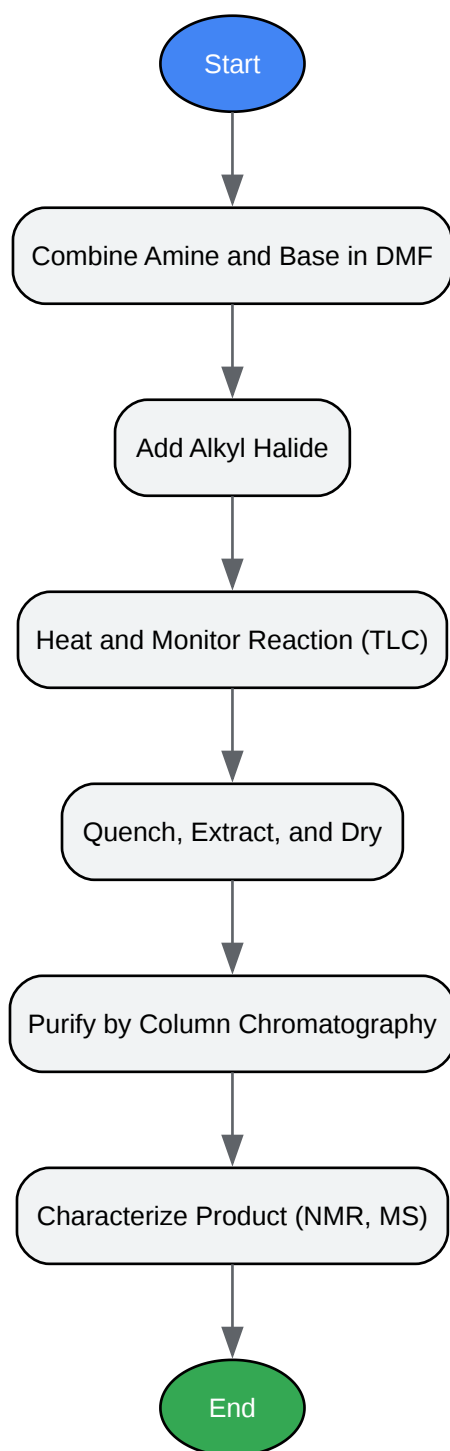 Start
Combine Amine and Base in DMF
Add Alkyl Halide
Heat and Monitor Reaction (TLC)
Quench, Extract, and Dry
Purify by Column Chromatography
Characterize Product (NMR, MS)
End